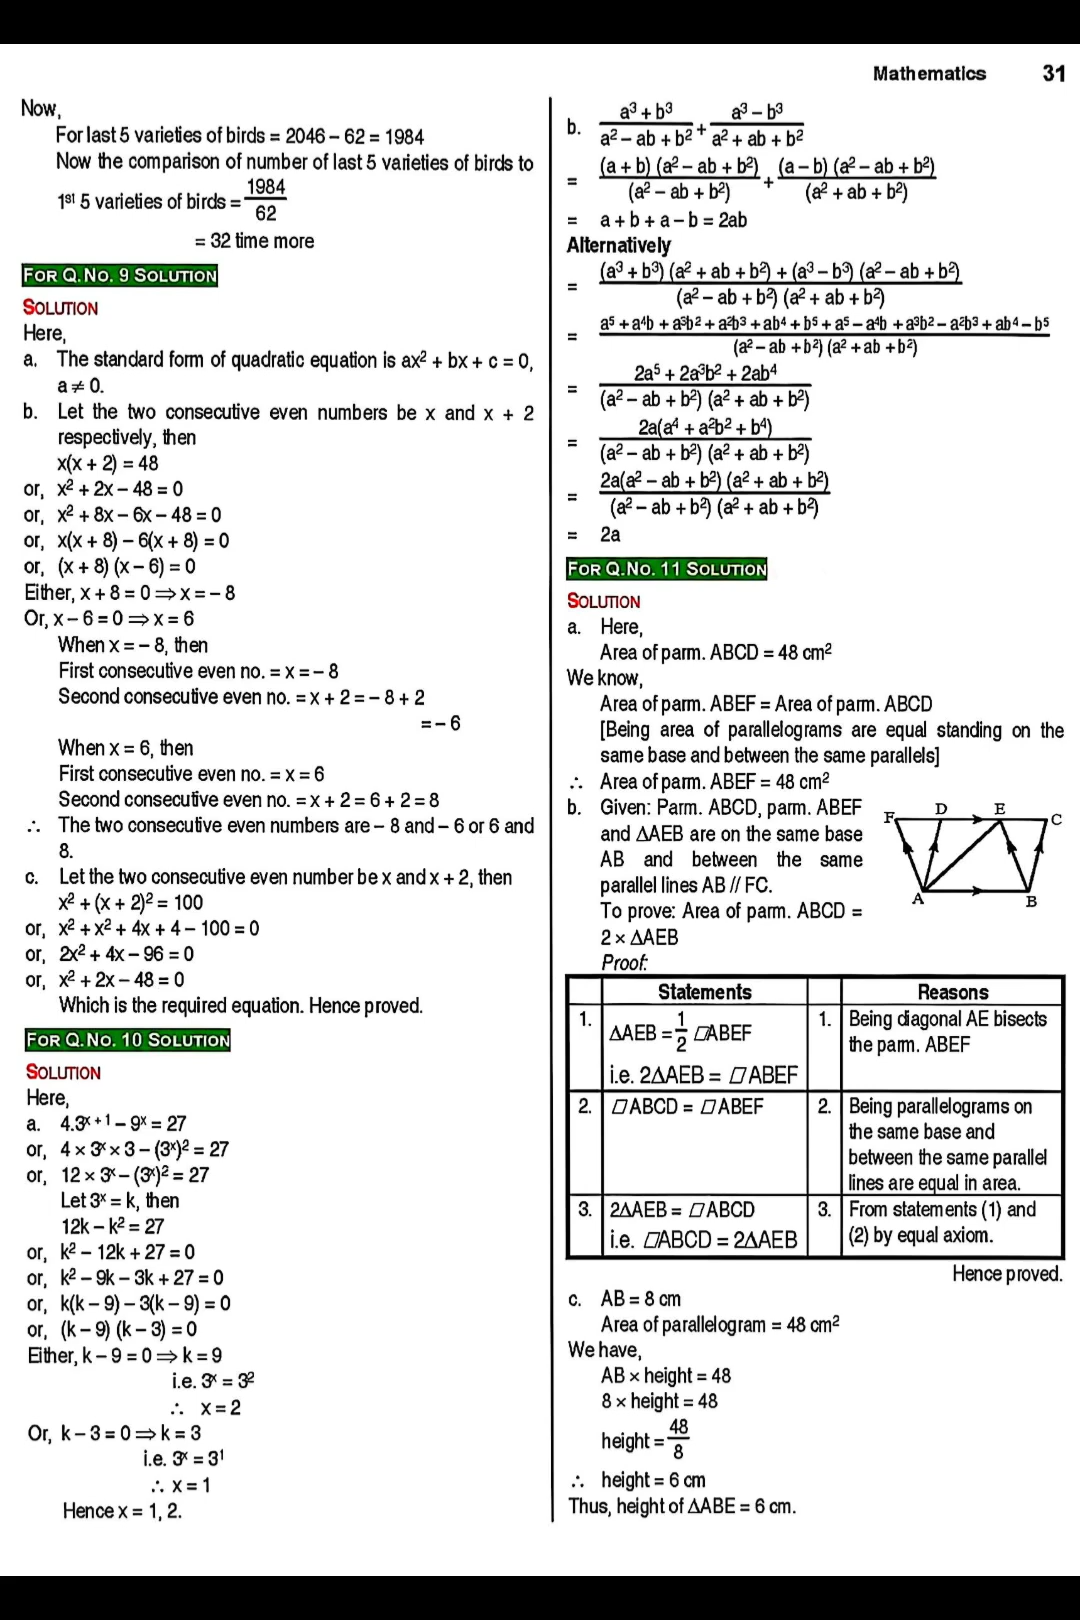 Mathematics 31
Now,
For last 5 varieties of birds = 2046 – 62 = 1984
Now the comparison of number of last 5 varieties of birds to
1st 5 varieties of birds = 1984/62
= 32 time more
FOR Q.NO. 9 SOLUTION
SOLUTION
Here,
a. The standard form of quadratic equation is ax² + bx + c = 0,
a ≠ 0.
b. Let the two consecutive even numbers be x and x + 2
respectively, then
x(x + 2) = 48
or, x² + 2x – 48 = 0
or, x² + 8x – 6x – 48 = 0
or, x(x + 8) – 6(x + 8) = 0
or, (x + 8) (x – 6) = 0
Either, x + 8 = 0 ⇒ x = – 8
Or, x – 6 = 0 ⇒ x = 6
When x = – 8, then
First consecutive even no. = x = – 8
Second consecutive even no. = x + 2 = – 8 + 2
= – 6
When x = 6, then
First consecutive even no. = x = 6
Second consecutive even no. = x + 2 = 6 + 2 = 8
∴ The two consecutive even numbers are – 8 and – 6 or 6 and
8.
c. Let the two consecutive even number be x and x + 2, then
x² + (x + 2)² = 100
or, x² + x² + 4x + 4 – 100 = 0
or, 2x² + 4x – 96 = 0
or, x² + 2x – 48 = 0
Which is the required equation. Hence proved.
FOR Q.NO. 10 SOLUTION
SOLUTION
Here,
a. 4.3ˣ⁺¹ – 9ˣ = 27
or, 4 × 3ˣ × 3 – (3ˣ)² = 27
or, 12 × 3ˣ – (3ˣ)² = 27
Let 3ˣ = k, then
12k – k² = 27
or, k² – 12k + 27 = 0
or, k² – 9k – 3k + 27 = 0
or, k(k – 9) – 3(k – 9) = 0
or, (k – 9) (k – 3) = 0
Either, k – 9 = 0 ⇒ k = 9
i.e. 3ˣ = 3²
∴ x = 2
Or, k – 3 = 0 ⇒ k = 3
i.e. 3ˣ = 3¹
∴ x = 1
Hence x = 1, 2.
b. (a³ + b³)/(a² – ab + b²) + (a³ – b³)/(a² + ab + b²)
= (a + b) (a² – ab + b²)/(a² – ab + b²) + (a – b) (a² – ab + b²)/(a² + ab + b²)
= a + b + a – b = 2ab
Alternatively
= (a³ + b³) (a² + ab + b²) + (a³ – b³) (a² – ab + b²)/(a² – ab + b²) (a² + ab + b²)
= a⁵ + a⁴b + a³b² + a²b³ + ab⁴ + b⁵ + a⁵ – a⁴b + a³b² – a²b³ + ab⁴ – b⁵/(a² – ab + b²) (a² + ab + b²)
= 2a⁵ + 2a³b² + 2ab⁴/(a² – ab + b²) (a² + ab + b²)
= 2a(a⁴ + a²b² + b⁴)/(a² – ab + b²) (a² + ab + b²)
= 2a(a² – ab + b²) (a² + ab + b²)/(a² – ab + b²) (a² + ab + b²)
= 2a
FOR Q.NO. 11 SOLUTION
SOLUTION
a. Here,
Area of parm. ABCD = 48 cm²
We know,
Area of parm. ABEF = Area of parm. ABCD
[Being area of parallelograms are equal standing on the
same base and between the same parallels]
∴ Area of parm. ABEF = 48 cm²
b. Given: Parm. ABCD, parm. ABEF
and ΔAEB are on the same base
AB and between the same
parallel lines AB // FC.
To prove: Area of parm. ABCD =
2 × ΔAEB
F D E C
A B
Proof:
Statements Reasons
1. ΔAEB = 1/2 ▱ABEF
i.e. 2ΔAEB = ▱ABEF
1. Being diagonal AE bisects
the parm. ABEF
2. ▱ABCD = ▱ABEF
2. Being parallelograms on
the same base and
between the same parallel
lines are equal in area.
3. 2ΔAEB = ▱ABCD
i.e. ▱ABCD = 2ΔAEB
3. From statements (1) and
(2) by equal axiom.
Hence proved.
c. AB = 8 cm
Area of parallelogram = 48 cm²
We have,
AB × height = 48
8 × height = 48
height = 48/8
∴ height = 6 cm
Thus, height of ΔABE = 6 cm.